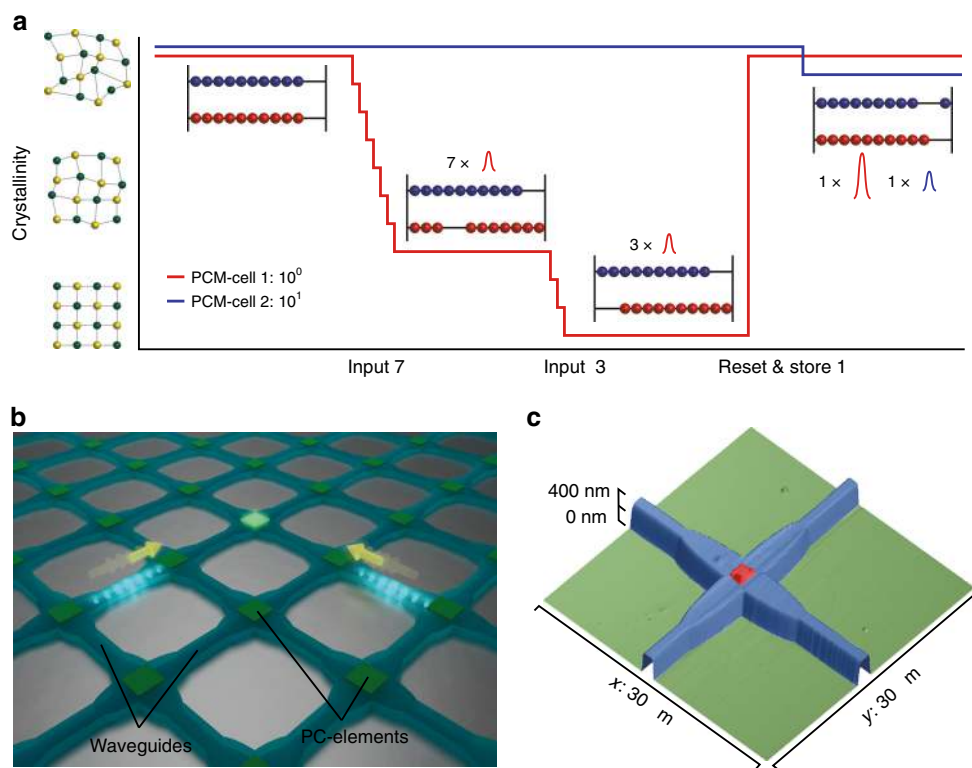 a
Crystallinity
7 ×
3 ×
1 ×
1 ×
PCM-cell 1: 10⁰
PCM-cell 2: 10¹
Input 7
Input 3
Reset & store 1
b
Waveguides
PC-elements
c
400 nm
0 nm
x: 30 m
y: 30 m